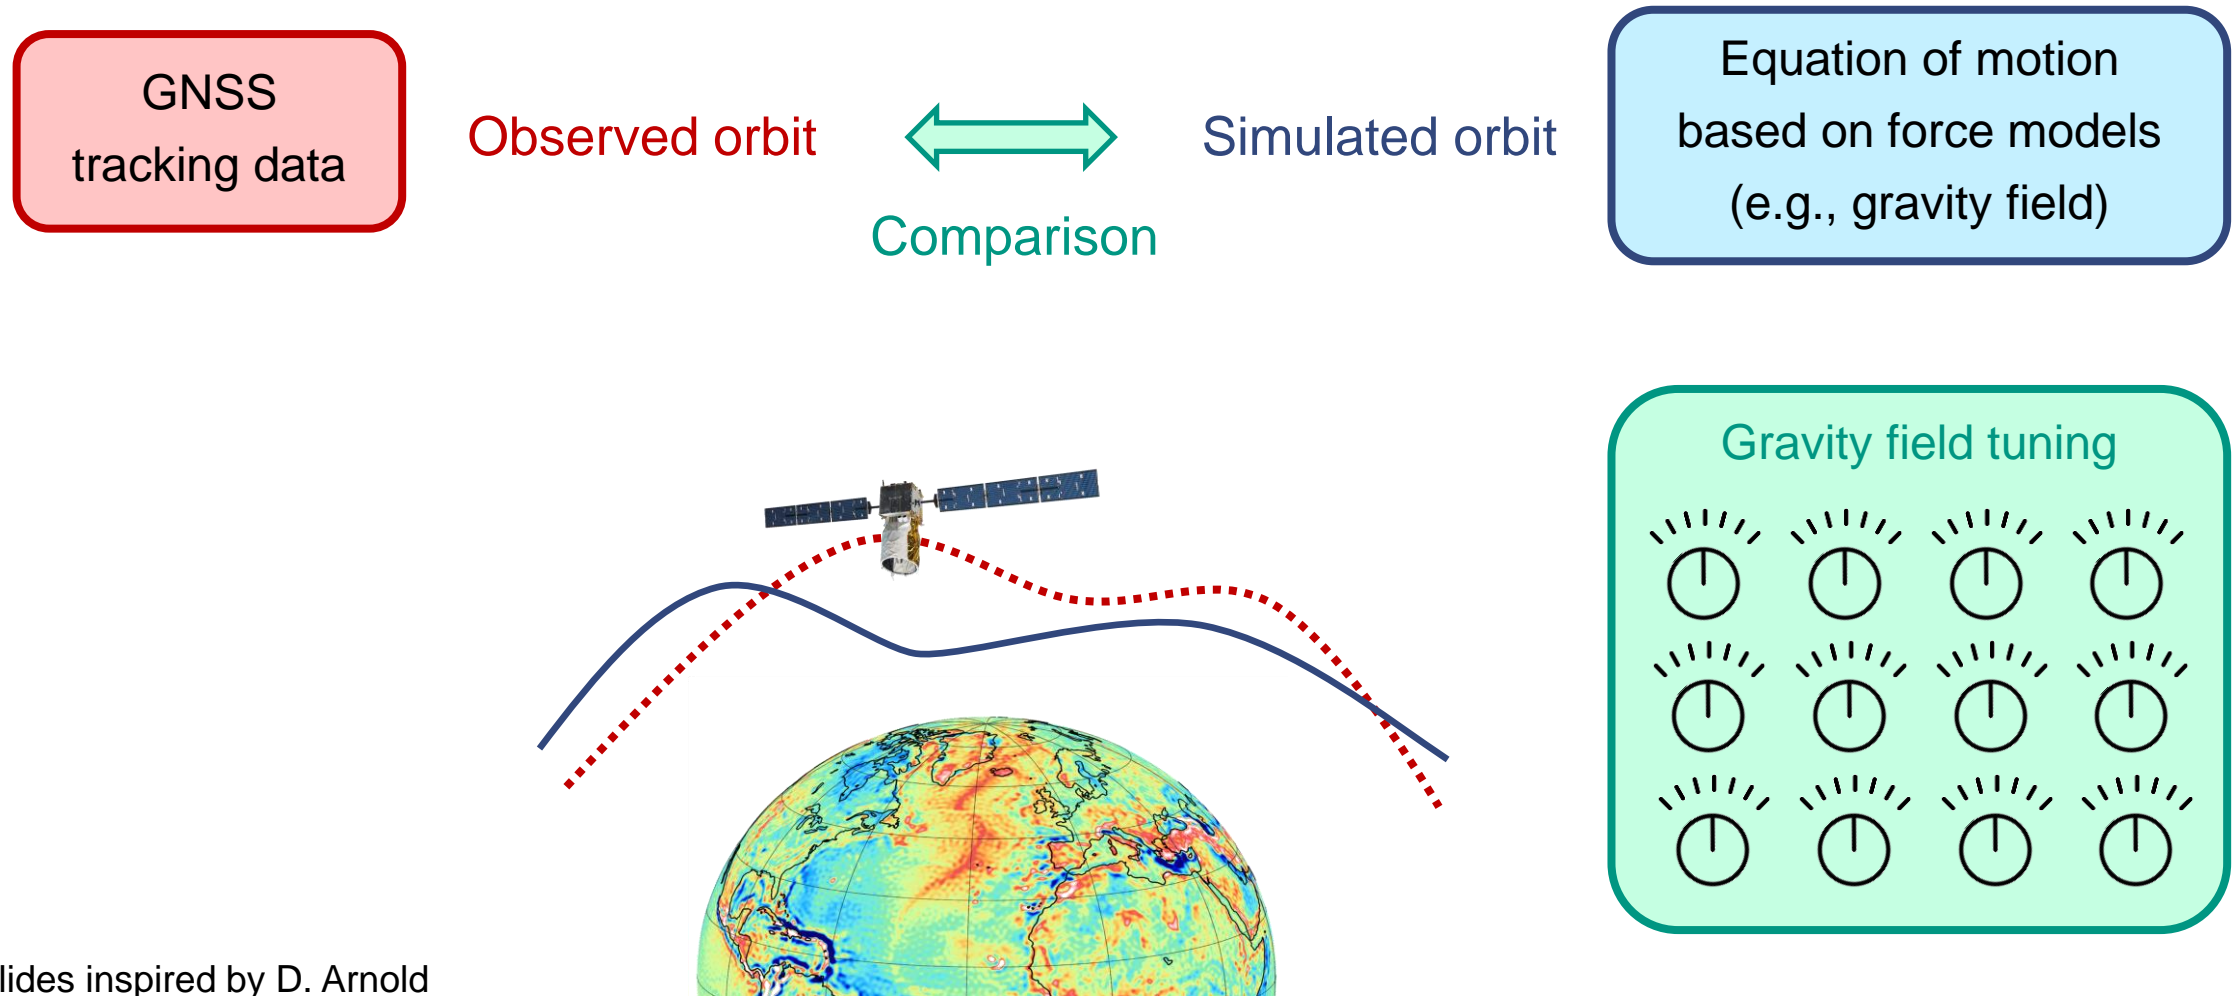 GNSS
tracking data
Observed orbit
Comparison
Simulated orbit
Equation of motion
based on force models
(e.g., gravity field)
Gravity field tuning
lides inspired by D. Arnold